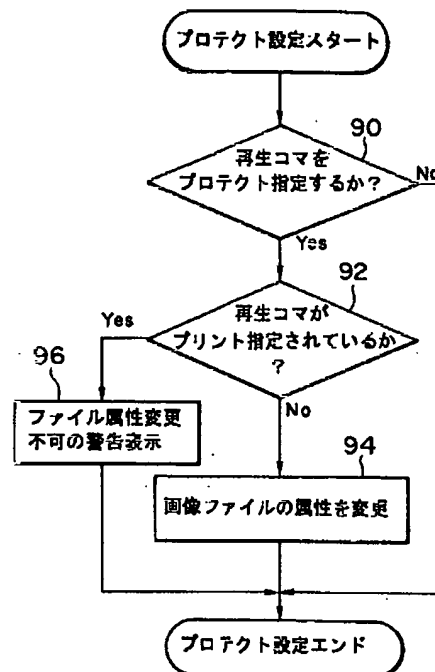 プロテクト設定スタート
90
再生コマを
プロテクト指定するか？
No
Yes
92
再生コマが
プリント指定されているか
？
Yes
No
96
ファイル属性変更
不可の警告表示
94
画像ファイルの属性を変更
プロテクト設定エンド